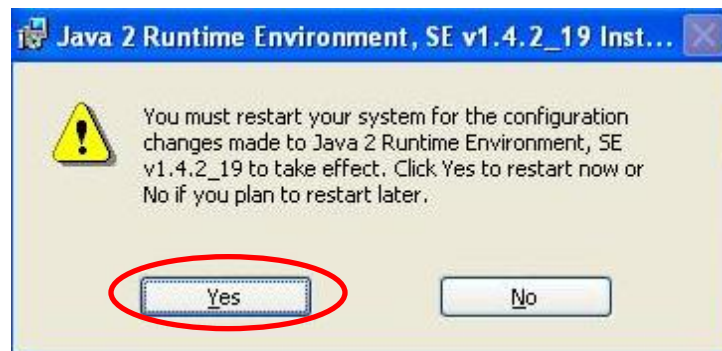 Java 2 Runtime Environment, SE v1.4.2_19 Inst...
You must restart your system for the configuration
changes made to Java 2 Runtime Environment, SE
v1.4.2_19 to take effect. Click Yes to restart now or
No if you plan to restart later.
Yes
No